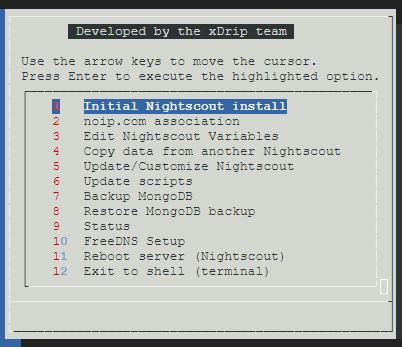 Developed by the xDrip team
Use the arrow keys to move the cursor.
Press Enter to execute the highlighted option.
1 Initial Nightscout install
2 noip.com association
3 Edit Nightscout Variables
4 Copy data from another Nightscout
5 Update/Customize Nightscout
6 Update scripts
7 Backup MongoDB
8 Restore MongoDB backup
9 Status
10 FreeDNS Setup
11 Reboot server (Nightscout)
12 Exit to shell (terminal)